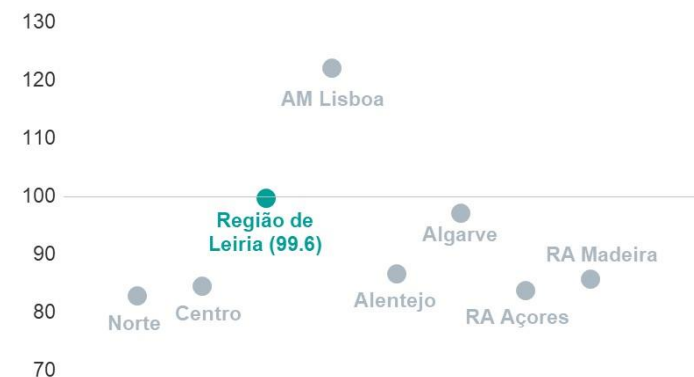 130
120
AM Lisboa
110
100
Região de
Leiria (99.6)
Algarve
90
RA Madeira
Alentejo
80
Norte
Centro
RA Açores
70